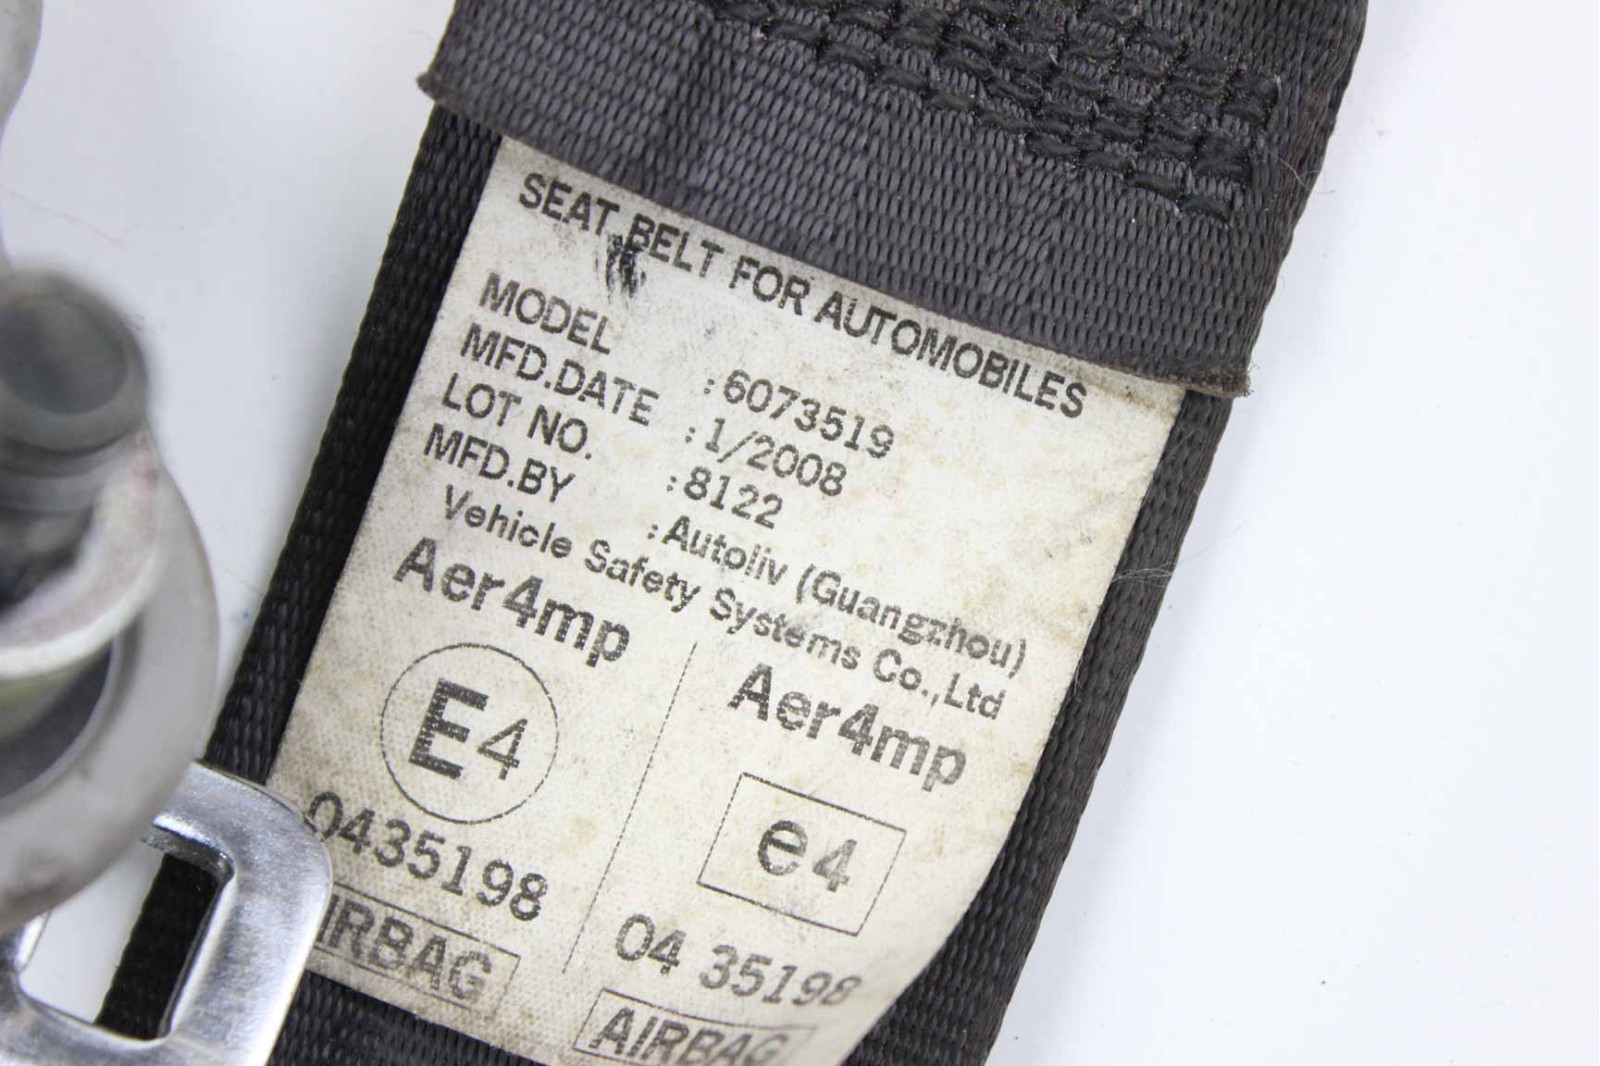 SEAT BELT FOR AUTOMOBILES
MODEL :6073519
MFD.DATE :1/2008
LOT NO. :8122
MFD.BY :Autoliv (Guangzhou)
Vehicle Safety Systems Co.,Ltd
Aer4mp Aer4mp
E4 e4
0435198 04 35198
AIRBAG AIRBAG